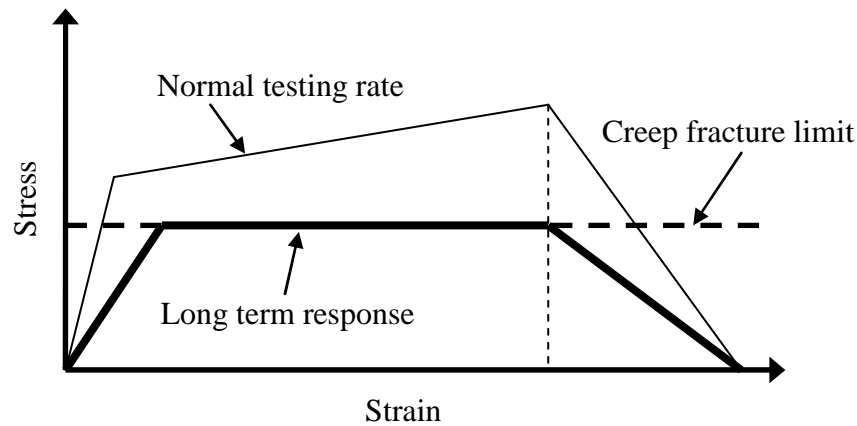 Normal testing rate
Creep fracture limit
Stress
Long term response
Strain